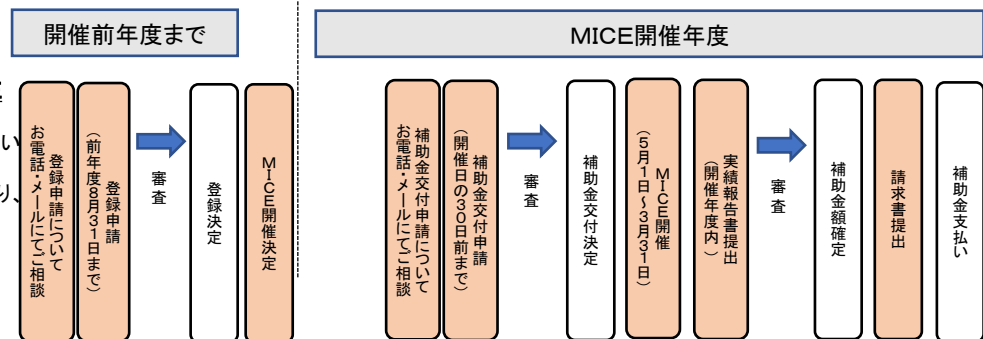 開催前年度まで
MICE開催年度
い
り、
登録申請について
お電話・メールにてご相談
登録申請
（前年度8月31日まで）
審査
登録決定
MICE開催決定
補助金交付申請について
お電話・メールにてご相談
補助金交付申請
（開催日の30日前まで）
審査
補助金交付決定
MICE開催
（5月1日～3月31日）
実績報告書提出
（開催年度内）
審査
補助金額確定
請求書提出
補助金支払い